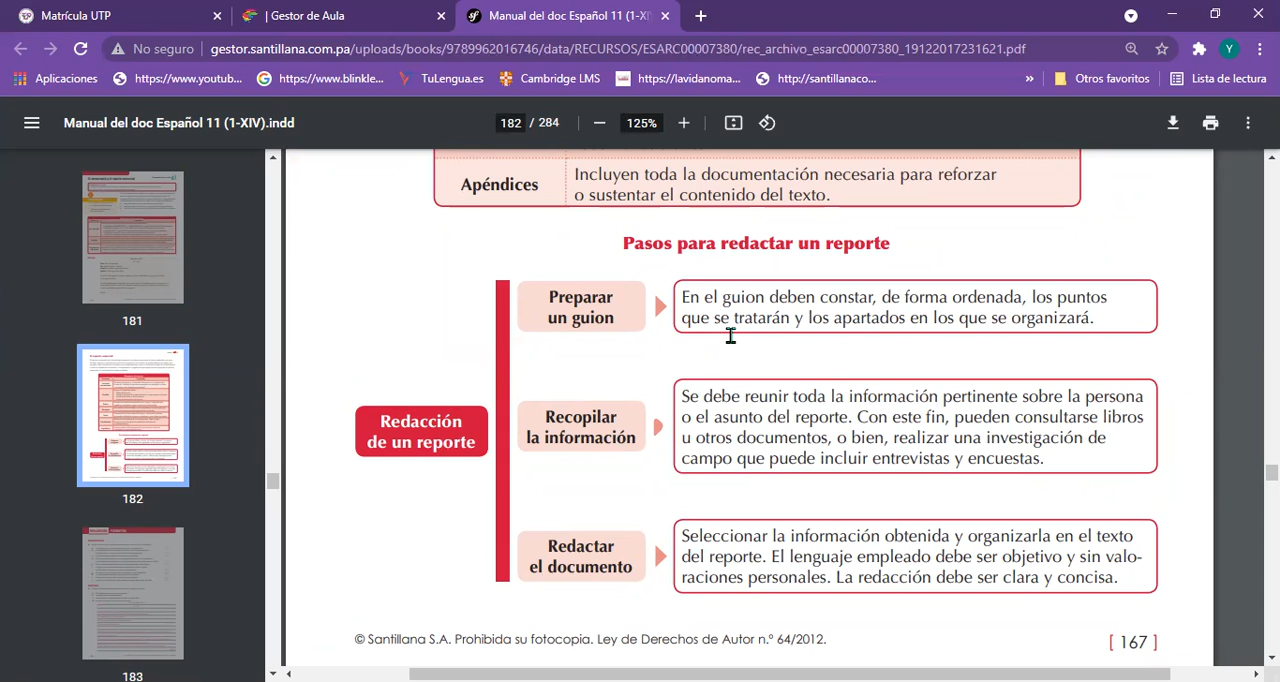 Matrícula UTP
| Gestor de Aula
Manual del doc Español 11 (1-XI
No seguro
gestor.santillana.com.pa/uploads/books/9789962016746/data/RECURSOS/ESARC00007380/rec_archivo_esarc00007380_19122017231621.pdf
Y
Aplicaciones
https://www.youtub...
https://www.blinkle...
TuLengua.es
Cambridge LMS
https://lavidanoma...
http://santillanaco...
»
Otros favoritos
Lista de lectura
Manual del doc Español 11 (1-XIV).indd
182 / 284
125%
181
182
183
Apéndices
Incluyen toda la documentación necesaria para reforzar
o sustentar el contenido del texto.
Pasos para redactar un reporte
Redacción
de un reporte
Preparar
un guion
En el guion deben constar, de forma ordenada, los puntos
que se tratarán y los apartados en los que se organizará.
Recopilar
la información
Se debe reunir toda la información pertinente sobre la persona
o el asunto del reporte. Con este fin, pueden consultarse libros
u otros documentos, o bien, realizar una investigación de
campo que puede incluir entrevistas y encuestas.
Redactar
el documento
Seleccionar la información obtenida y organizarla en el texto
del reporte. El lenguaje empleado debe ser objetivo y sin valo-
raciones personales. La redacción debe ser clara y concisa.
© Santillana S.A. Prohibida su fotocopia. Ley de Derechos de Autor n.º 64/2012.
[ 167 ]